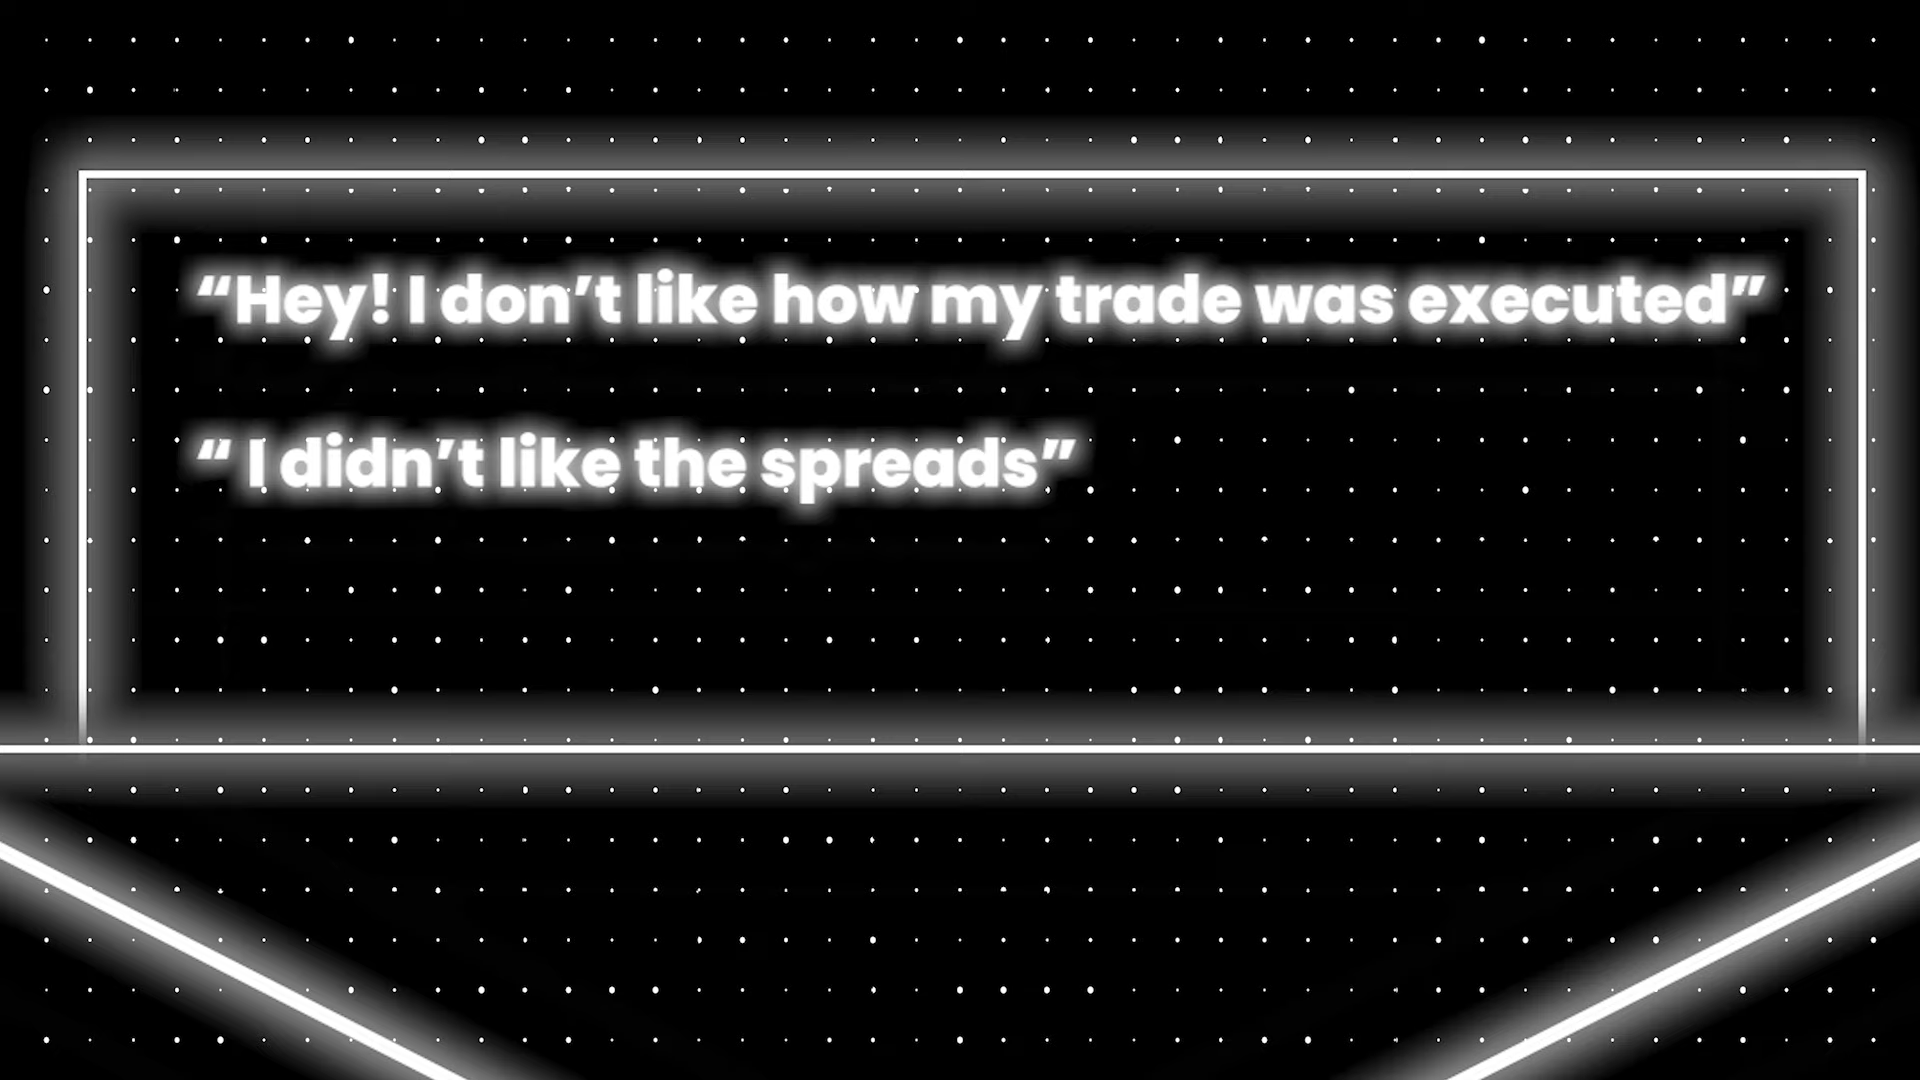 “Hey! I don’t like how my trade was executed”
“ I didn’t like the spreads”